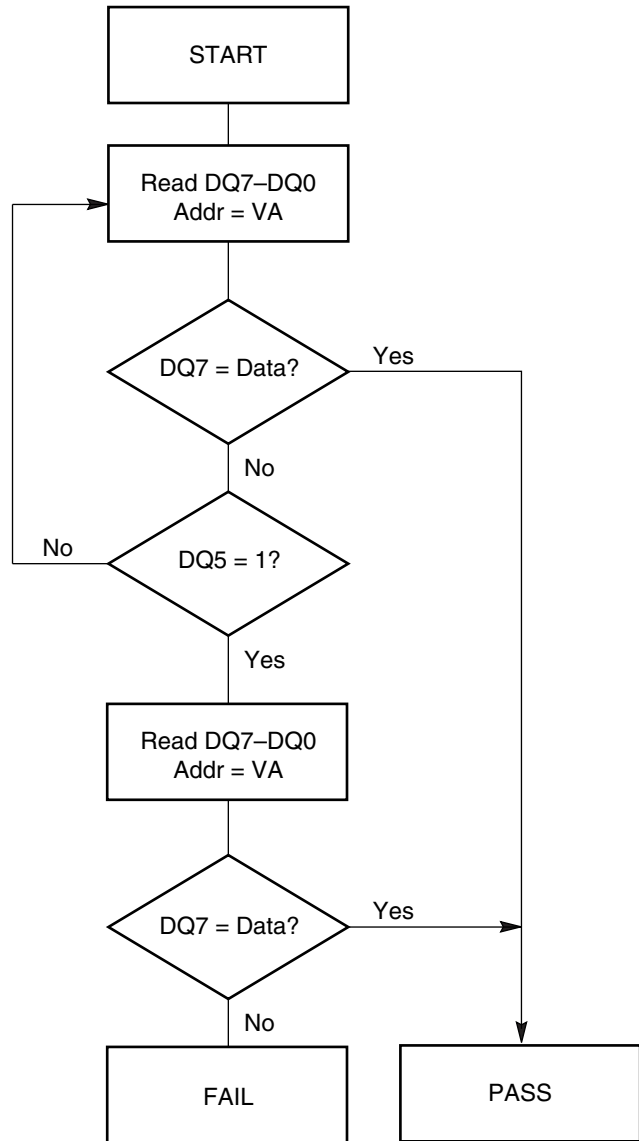 START
Read DQ7–DQ0
Addr = VA
DQ7 = Data?
Yes
No
No
DQ5 = 1?
Yes
Read DQ7–DQ0
Addr = VA
DQ7 = Data?
Yes
No
FAIL
PASS